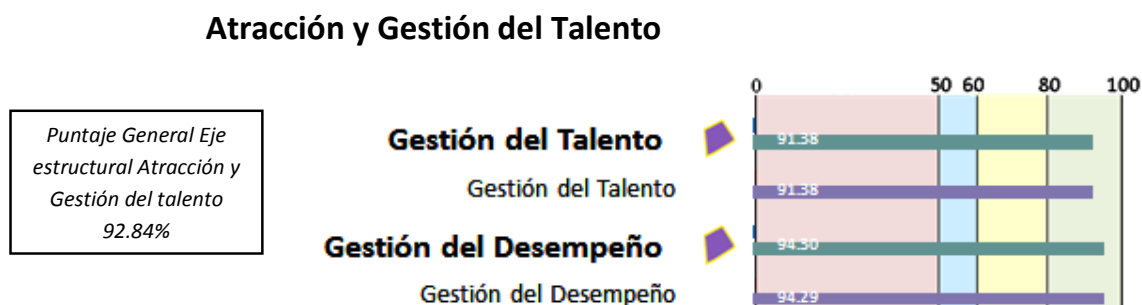 Atracción y Gestión del Talento
0 50 60 80 100
Puntaje General Eje
estructural Atracción y
Gestión del talento
92.84%
Gestión del Talento 91.38
Gestión del Talento 91.38
Gestión del Desempeño 94.30
Gestión del Desempeño 94.29